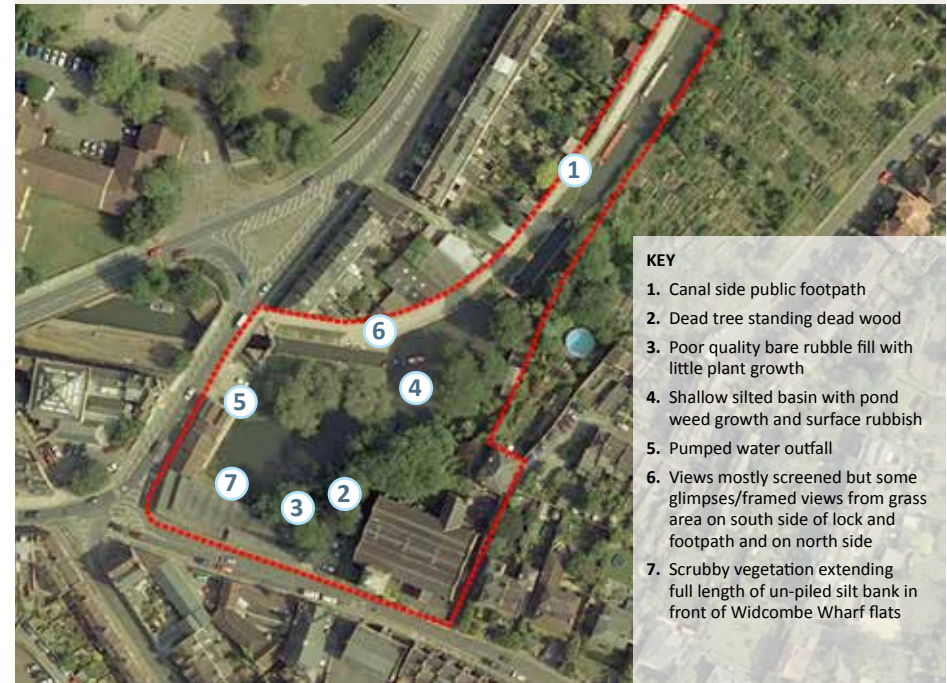 1
6
5
4
7
3
2
KEY
1. Canal side public footpath
2. Dead tree standing dead wood
3. Poor quality bare rubble fill with
little plant growth
4. Shallow silted basin with pond
weed growth and surface rubbish
5. Pumped water outfall
6. Views mostly screened but some
glimpses/framed views from grass
area on south side of lock and
footpath and on north side
7. Scrubby vegetation extending
full length of un-piled silt bank in
front of Widcombe Wharf flats